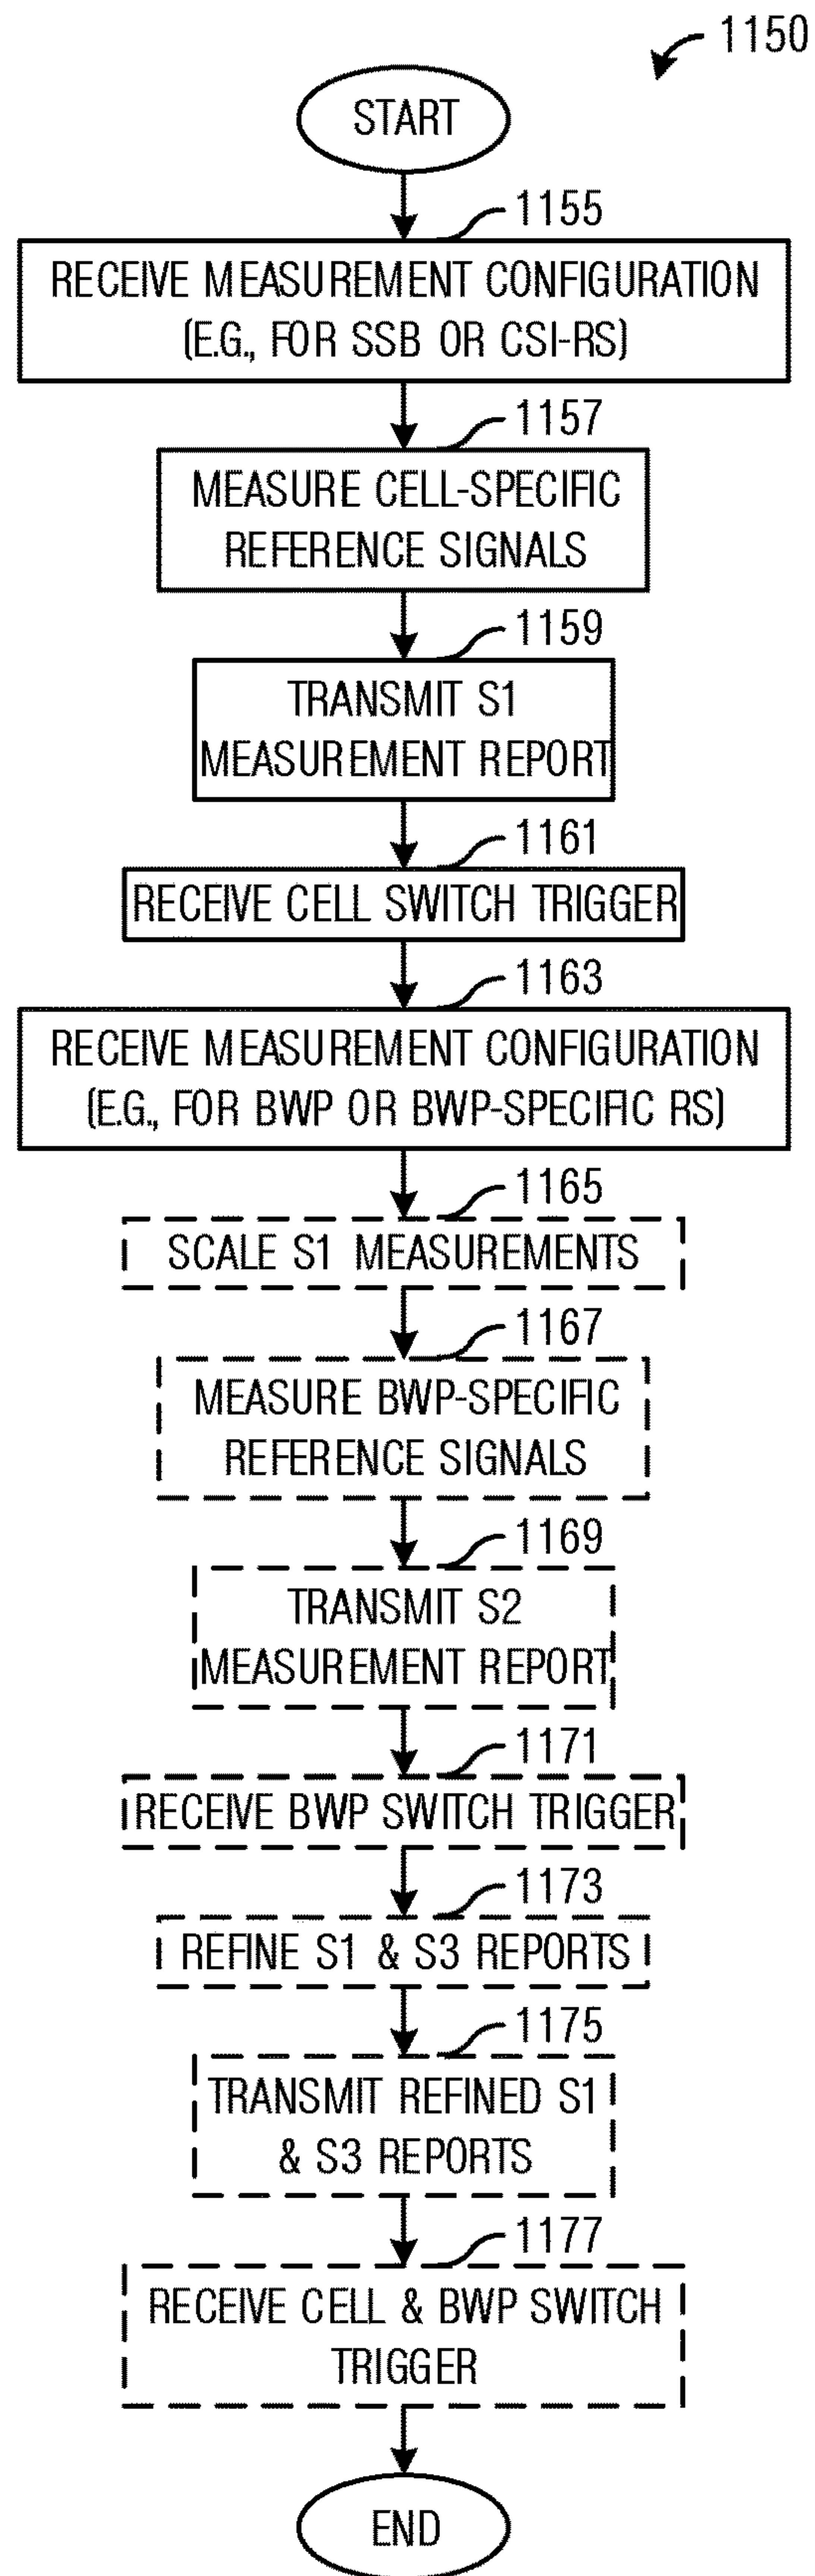 1150
START
1155
RECEIVE MEASUREMENT CONFIGURATION
(E.G., FOR SSB OR CSI-RS)
1157
MEASURE CELL-SPECIFIC
REFERENCE SIGNALS
1159
TRANSMIT S1
MEASUREMENT REPORT
1161
RECEIVE CELL SWITCH TRIGGER
1163
RECEIVE MEASUREMENT CONFIGURATION
(E.G., FOR BWP OR BWP-SPECIFIC RS)
1165
SCALE S1 MEASUREMENTS
1167
MEASURE BWP-SPECIFIC
REFERENCE SIGNALS
1169
TRANSMIT S2
MEASUREMENT REPORT
1171
RECEIVE BWP SWITCH TRIGGER
1173
REFINE S1 & S3 REPORTS
1175
TRANSMIT REFINED S1
& S3 REPORTS
1177
RECEIVE CELL & BWP SWITCH
TRIGGER
END